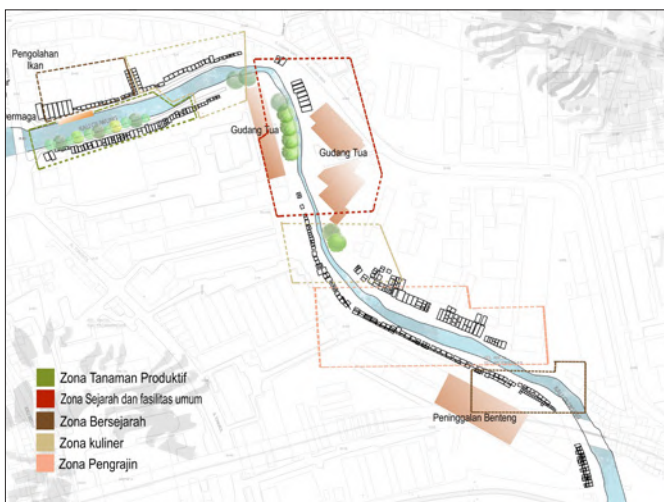 Pengolahan
Ikan
ermaga
Gudang Tua
Gudang Tua
Zona Tanaman Produktif
Zona Sejarah dan fasilitas umum
Zona Bersejarah
Zona kuliner
Zona Pengrajin
Peninggalan Benteng